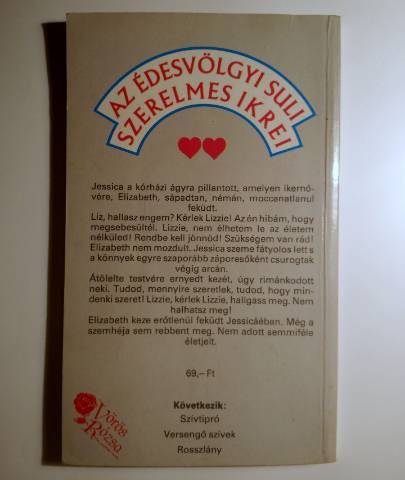 AZ ÉDESVÖLGYI SULI
SZERELMES IKREI
Jessica a kórházi ágyra pillantott, amelyen ikernő-
vére, Elizabeth, sápadtan, némán, moccanatlanul
feküdt.
Liz, hallasz engem? Kérlek Lizzie! Az én hibám, hogy
megsebesültél. Lizzie, nem élhetem le az életem
nélküled! Rendbe kell jönnöd! Szükségem van rád!
Elizabeth nem mozdult. Jessica szeme fátyolos lett s
a könnyek egyre szaporább záporesőként csurogtak
végig arcán.
Átölelte testvére ernyedt kezét, úgy rimánkodott
neki. Tudod, mennyire szeretlek, tudod, hogy min-
denki szeret! Lizzie, kérlek Lizzie, hallgass meg. Nem
halhatsz meg!
Elizabeth keze erőtlenül feküdt Jessicáéban. Még a
szemhéja sem rebbent meg. Nem adott semmiféle
életjelt.
69,– Ft
Vörös
Rózsa
Következik:
Szívtipró
Versengő szívek
Rosszlány